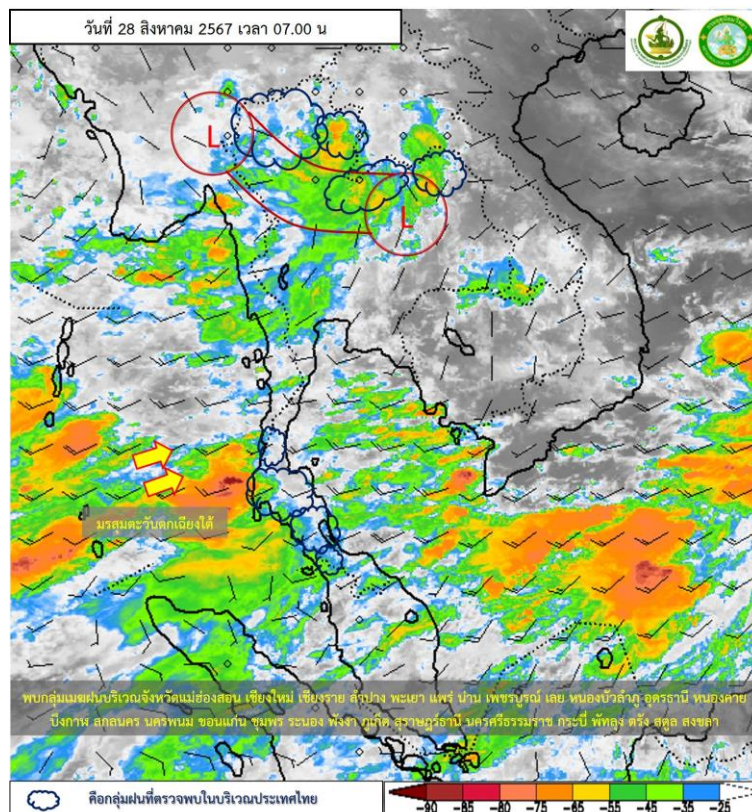 วันที่ 28 สิงหาคม 2567 เวลา 07.00 น
L
L
มรสุมตะวันตกเฉียงใต้
พบกลุ่มเมฆฝนบริเวณจังหวัดแม่ฮ่องสอน เชียงใหม่ เชียงราย ลำปาง พะเยา แพร่ น่าน เพชรบูรณ์ เลย หนองบัวลำภู อุดรธานี หนองคาย
บึงกาฬ สกลนคร นครพนม ขอนแก่น ชุมพร ระนอง พังงา ภูเก็ต สุราษฎร์ธานี นครศรีธรรมราช กระบี่ พัทลุง ตรัง สตูล สงขลา
คือกลุ่มฝนที่ตรวจพบในบริเวณประเทศไทย
-90 -85 -80 -75 -65 -55 -45 -35 -25